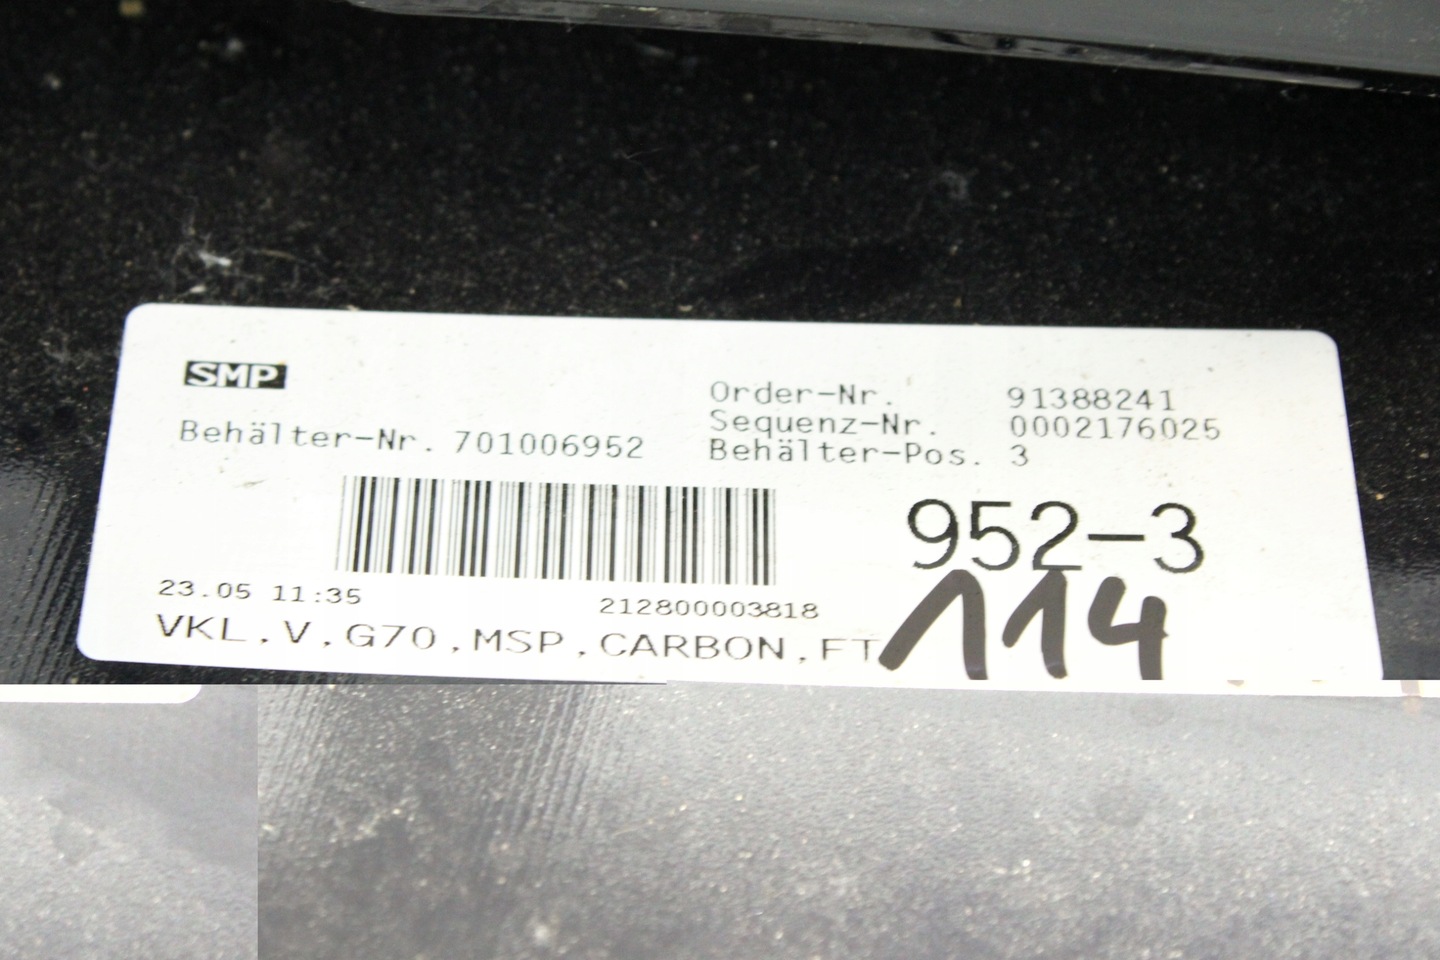 SMP
Order-Nr. 91388241
Sequenz-Nr. 0002176025
Behälter-Nr. 701006952
Behälter-Pos. 3
952-3
114
23.05 11:35
212800003818
VKL,V,G70,MSP,CARBON,FT